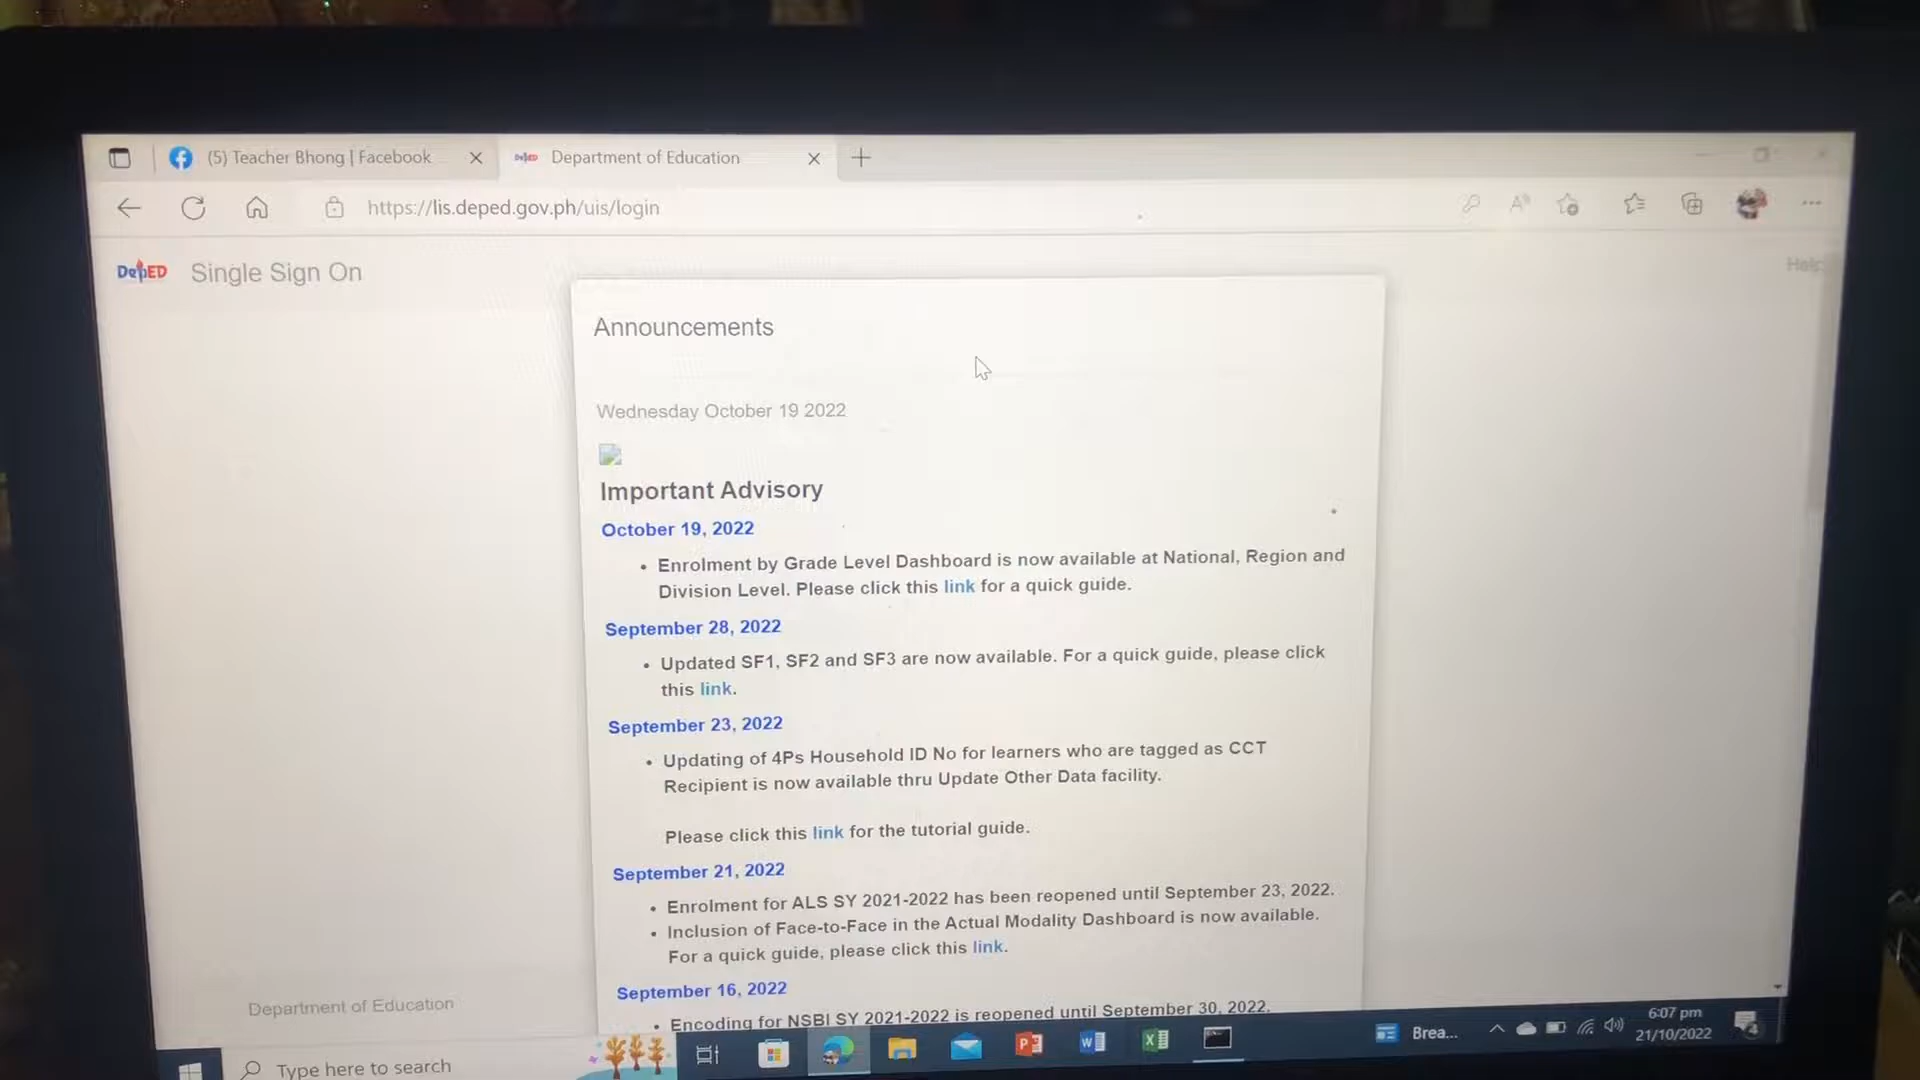 (5) Teacher Bhong | Facebook
Department of Education
https://lis.deped.gov.ph/uis/login
DepED Single Sign On
Help
Announcements
Wednesday October 19 2022
Important Advisory
October 19, 2022
• Enrolment by Grade Level Dashboard is now available at National, Region and
Division Level. Please click this link for a quick guide.
September 28, 2022
• Updated SF1, SF2 and SF3 are now available. For a quick guide, please click
this link.
September 23, 2022
• Updating of 4Ps Household ID No for learners who are tagged as CCT
Recipient is now available thru Update Other Data facility.
Please click this link for the tutorial guide.
September 21, 2022
• Enrolment for ALS SY 2021-2022 has been reopened until September 23, 2022.
• Inclusion of Face-to-Face in the Actual Modality Dashboard is now available.
For a quick guide, please click this link.
September 16, 2022
• Encoding for NSBI SY 2021-2022 is reopened until September 30, 2022.
Department of Education
Type here to search
Brea...
6:07 pm
21/10/2022
4